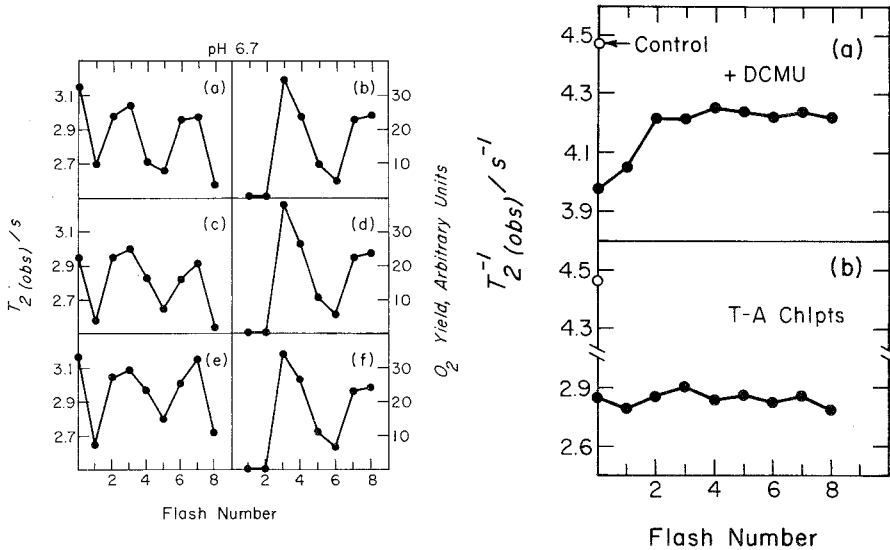 pH 6.7
(a)
(b)
3.1
2.9
2.7
30
20
10
(c)
(d)
3.1
2.9
2.7
30
20
10
(e)
(f)
3.1
2.9
2.7
30
20
10
2 4 6 8
2 4 6 8
Flash Number
T2 (obs) / s
O2 Yield, Arbitrary Units
4.5
4.3
4.1
3.9
Control
(a)
+ DCMU
T2^-1 (obs) / s^-1
4.5
4.3
2.9
2.6
(b)
T-A Chlpts
2 4 6 8
Flash Number